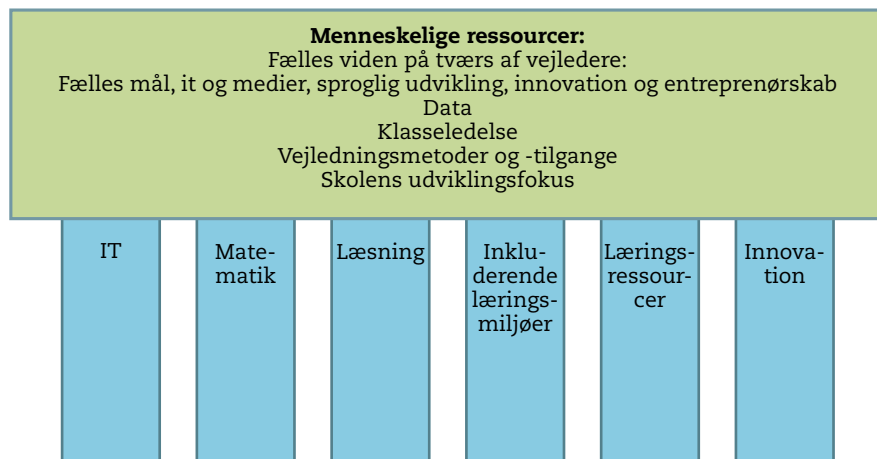 Menneskelige ressourcer:
Fælles viden på tværs af vejledere:
Fælles mål, it og medier, sproglig udvikling, innovation og entreprenørskab
Data
Klasseledelse
Vejledningsmetoder og -tilgange
Skolens udviklingsfokus
IT
Mate-
matik
Læsning
Inklu-
derende
lærings-
miljøer
Lærings-
ressour-
cer
Innova-
tion